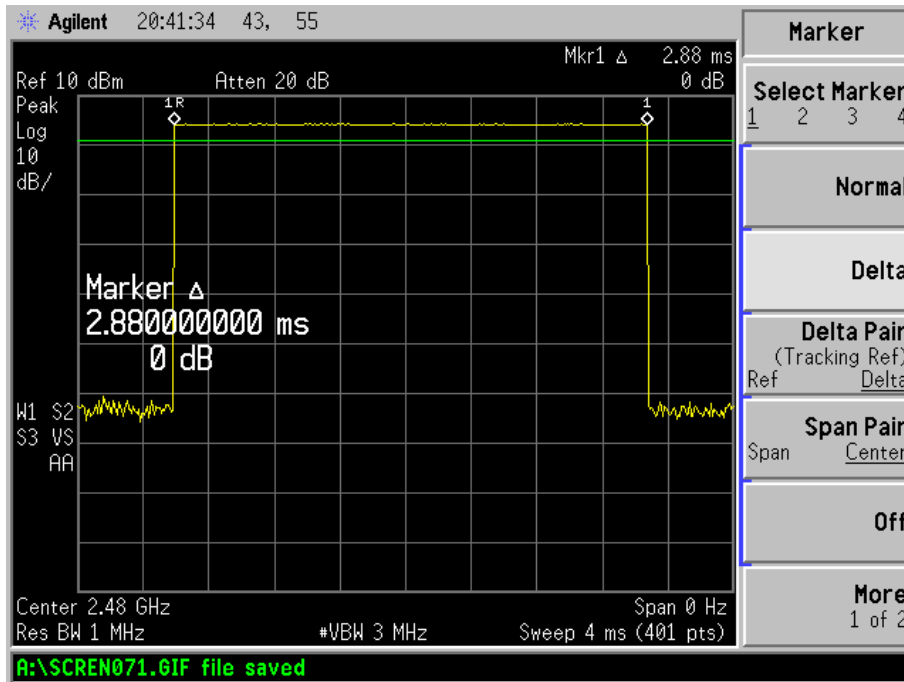 Agilent 20:41:34 43, 55
Mkr1 Δ 2.88 ms
Ref 10 dBm Atten 20 dB 0 dB
Peak
Log
10
dB/
1R 1
Marker Δ
2.880000000 ms
0 dB
W1 S2
S3 VS
AA
Center 2.48 GHz Span 0 Hz
Res BW 1 MHz #VBW 3 MHz Sweep 4 ms (401 pts)
A:\SCREN071.GIF file saved
Marker
Select Marker
1 2 3 4
Normal
Delta
Delta Pair
(Tracking Ref)
Ref Delta
Span Pair
Span Center
Off
More
1 of 2